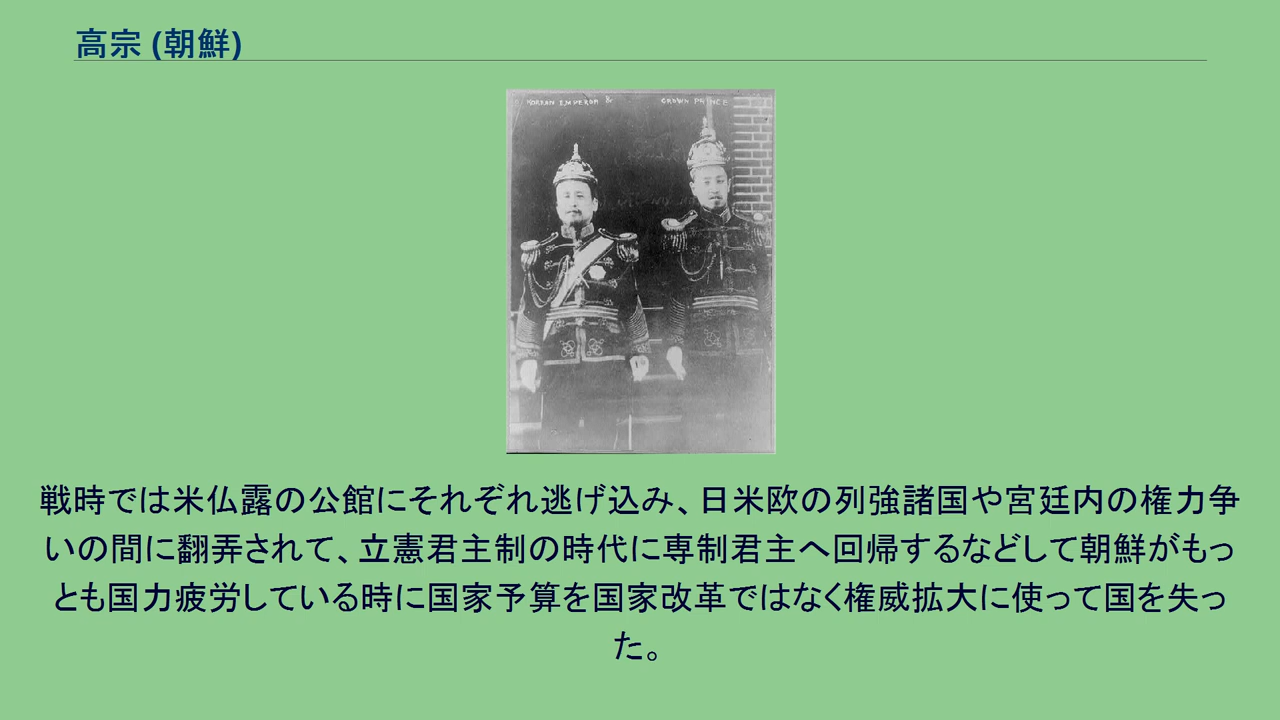 高宗 (朝鮮)
KOREAN EMPEROR & CROWN PRINCE
戦時では米仏露の公館にそれぞれ逃げ込み、日米欧の列強諸国や宮廷内の権力争
いの間に翻弄されて、立憲君主制の時代に専制君主へ回帰するなどして朝鮮がもっ
とも国力疲労している時に国家予算を国家改革ではなく権威拡大に使って国を失っ
た。